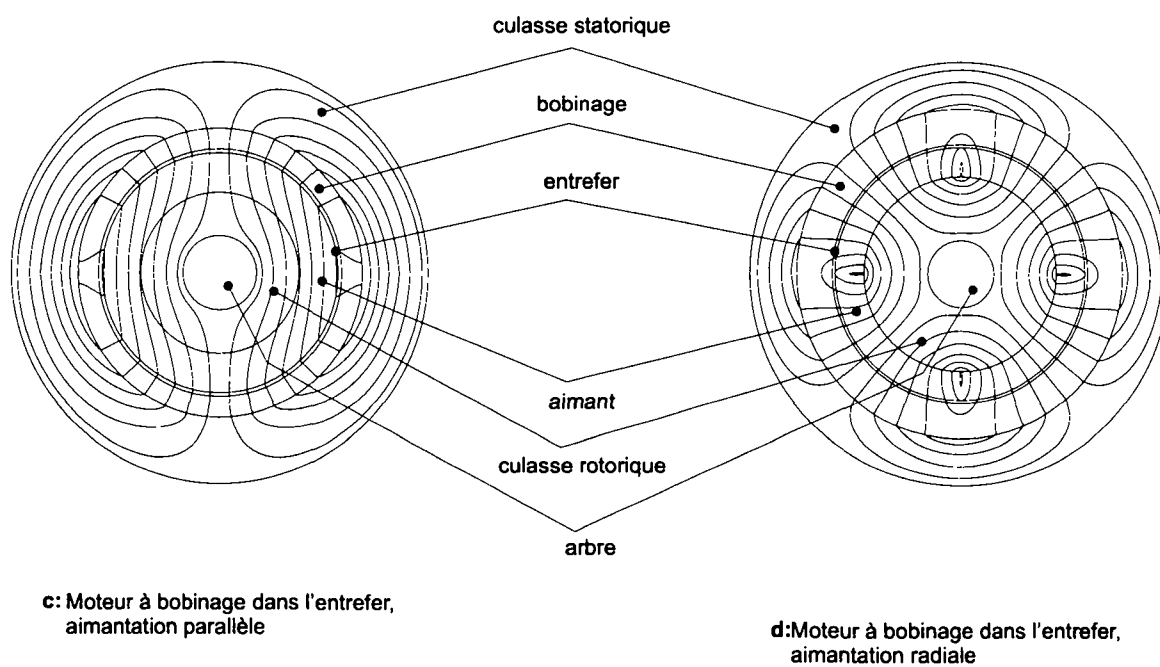 culasse statorique
bobinage
entrefer
aimant
culasse rotorique
arbre
c: Moteur à bobinage dans l'entrefer,
aimantation parallèle
d:Moteur à bobinage dans l'entrefer,
aimantation radiale